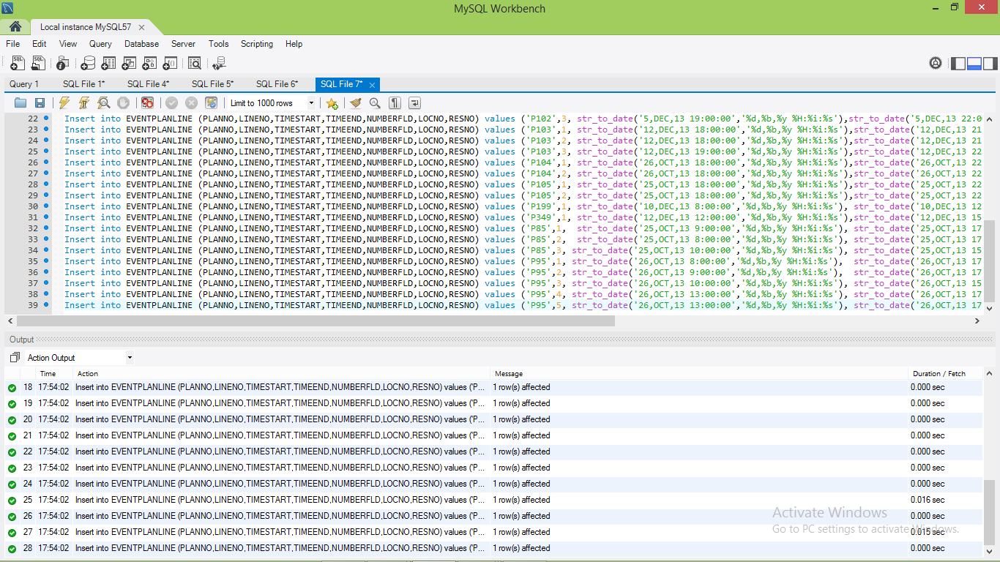 MySQL Workbench
Local instance MySQL57
File Edit View Query Database Server Tools Scripting Help
Query 1 SQL File 1* SQL File 4* SQL File 5* SQL File 6* SQL File 7*
Limit to 1000 rows
22 Insert into EVENTPLANLINE (PLANNO,LINENO,TIMESTART,TIMEEND,NUMBERFLD,LOCNO,RESNO) values ('P102',3, str_to_date('5,DEC,13 19:00:00','%d,%b,%y %H:%i:%s'),str_to_date('5,DEC,13 22:0
23 Insert into EVENTPLANLINE (PLANNO,LINENO,TIMESTART,TIMEEND,NUMBERFLD,LOCNO,RESNO) values ('P103',1, str_to_date('12,DEC,13 18:00:00','%d,%b,%y %H:%i:%s'),str_to_date('12,DEC,13 21
24 Insert into EVENTPLANLINE (PLANNO,LINENO,TIMESTART,TIMEEND,NUMBERFLD,LOCNO,RESNO) values ('P103',2, str_to_date('12,DEC,13 18:00:00','%d,%b,%y %H:%i:%s'),str_to_date('12,DEC,13 21
25 Insert into EVENTPLANLINE (PLANNO,LINENO,TIMESTART,TIMEEND,NUMBERFLD,LOCNO,RESNO) values ('P103',3, str_to_date('12,DEC,13 19:00:00','%d,%b,%y %H:%i:%s'),str_to_date('12,DEC,13 22
26 Insert into EVENTPLANLINE (PLANNO,LINENO,TIMESTART,TIMEEND,NUMBERFLD,LOCNO,RESNO) values ('P104',1, str_to_date('26,OCT,13 18:00:00','%d,%b,%y %H:%i:%s'),str_to_date('26,OCT,13 22
27 Insert into EVENTPLANLINE (PLANNO,LINENO,TIMESTART,TIMEEND,NUMBERFLD,LOCNO,RESNO) values ('P104',2, str_to_date('26,OCT,13 18:00:00','%d,%b,%y %H:%i:%s'),str_to_date('26,OCT,13 22
28 Insert into EVENTPLANLINE (PLANNO,LINENO,TIMESTART,TIMEEND,NUMBERFLD,LOCNO,RESNO) values ('P105',1, str_to_date('25,OCT,13 18:00:00','%d,%b,%y %H:%i:%s'),str_to_date('25,OCT,13 22
29 Insert into EVENTPLANLINE (PLANNO,LINENO,TIMESTART,TIMEEND,NUMBERFLD,LOCNO,RESNO) values ('P105',2, str_to_date('25,OCT,13 18:00:00','%d,%b,%y %H:%i:%s'),str_to_date('25,OCT,13 22
30 Insert into EVENTPLANLINE (PLANNO,LINENO,TIMESTART,TIMEEND,NUMBERFLD,LOCNO,RESNO) values ('P199',1, str_to_date('10,DEC,13 8:00:00','%d,%b,%y %H:%i:%s'), str_to_date('10,DEC,13 12
31 Insert into EVENTPLANLINE (PLANNO,LINENO,TIMESTART,TIMEEND,NUMBERFLD,LOCNO,RESNO) values ('P349',1, str_to_date('12,DEC,13 12:00:00','%d,%b,%y %H:%i:%s'),str_to_date('12,DEC,13 15
32 Insert into EVENTPLANLINE (PLANNO,LINENO,TIMESTART,TIMEEND,NUMBERFLD,LOCNO,RESNO) values ('P85',1,  str_to_date('25,OCT,13 9:00:00','%d,%b,%y %H:%i:%s'), str_to_date('25,OCT,13 17
33 Insert into EVENTPLANLINE (PLANNO,LINENO,TIMESTART,TIMEEND,NUMBERFLD,LOCNO,RESNO) values ('P85',2,  str_to_date('25,OCT,13 8:00:00','%d,%b,%y %H:%i:%s'), str_to_date('25,OCT,13 17
34 Insert into EVENTPLANLINE (PLANNO,LINENO,TIMESTART,TIMEEND,NUMBERFLD,LOCNO,RESNO) values ('P85',3, str_to_date('25,OCT,13 10:00:00','%d,%b,%y %H:%i:%s'), str_to_date('25,OCT,13 15
35 Insert into EVENTPLANLINE (PLANNO,LINENO,TIMESTART,TIMEEND,NUMBERFLD,LOCNO,RESNO) values ('P95',1, str_to_date('26,OCT,13 8:00:00','%d,%b,%y %H:%i:%s'),  str_to_date('26,OCT,13 17
36 Insert into EVENTPLANLINE (PLANNO,LINENO,TIMESTART,TIMEEND,NUMBERFLD,LOCNO,RESNO) values ('P95',2, str_to_date('26,OCT,13 9:00:00','%d,%b,%y %H:%i:%s'),  str_to_date('26,OCT,13 17
37 Insert into EVENTPLANLINE (PLANNO,LINENO,TIMESTART,TIMEEND,NUMBERFLD,LOCNO,RESNO) values ('P95',3, str_to_date('26,OCT,13 10:00:00','%d,%b,%y %H:%i:%s'), str_to_date('26,OCT,13 15
38 Insert into EVENTPLANLINE (PLANNO,LINENO,TIMESTART,TIMEEND,NUMBERFLD,LOCNO,RESNO) values ('P95',4, str_to_date('26,OCT,13 13:00:00','%d,%b,%y %H:%i:%s'), str_to_date('26,OCT,13 17
39 Insert into EVENTPLANLINE (PLANNO,LINENO,TIMESTART,TIMEEND,NUMBERFLD,LOCNO,RESNO) values ('P95',5, str_to_date('26,OCT,13 13:00:00','%d,%b,%y %H:%i:%s'), str_to_date('26,OCT,13 17
Output
Action Output
Time Action Message Duration / Fetch
18 17:54:02 Insert into EVENTPLANLINE (PLANNO,LINENO,TIMESTART,TIMEEND,NUMBERFLD,LOCNO,RESNO) values ('P... 1 row(s) affected 0.000 sec
19 17:54:02 Insert into EVENTPLANLINE (PLANNO,LINENO,TIMESTART,TIMEEND,NUMBERFLD,LOCNO,RESNO) values ('P... 1 row(s) affected 0.000 sec
20 17:54:02 Insert into EVENTPLANLINE (PLANNO,LINENO,TIMESTART,TIMEEND,NUMBERFLD,LOCNO,RESNO) values ('P... 1 row(s) affected 0.000 sec
21 17:54:02 Insert into EVENTPLANLINE (PLANNO,LINENO,TIMESTART,TIMEEND,NUMBERFLD,LOCNO,RESNO) values ('P... 1 row(s) affected 0.000 sec
22 17:54:02 Insert into EVENTPLANLINE (PLANNO,LINENO,TIMESTART,TIMEEND,NUMBERFLD,LOCNO,RESNO) values ('P... 1 row(s) affected 0.000 sec
23 17:54:02 Insert into EVENTPLANLINE (PLANNO,LINENO,TIMESTART,TIMEEND,NUMBERFLD,LOCNO,RESNO) values ('P... 1 row(s) affected 0.000 sec
24 17:54:02 Insert into EVENTPLANLINE (PLANNO,LINENO,TIMESTART,TIMEEND,NUMBERFLD,LOCNO,RESNO) values ('P... 1 row(s) affected 0.000 sec
25 17:54:02 Insert into EVENTPLANLINE (PLANNO,LINENO,TIMESTART,TIMEEND,NUMBERFLD,LOCNO,RESNO) values ('P... 1 row(s) affected 0.016 sec
Activate Windows
26 17:54:02 Insert into EVENTPLANLINE (PLANNO,LINENO,TIMESTART,TIMEEND,NUMBERFLD,LOCNO,RESNO) values ('P... 1 row(s) affected 0.000 sec
Go to PC settings to activate Windows.
27 17:54:02 Insert into EVENTPLANLINE (PLANNO,LINENO,TIMESTART,TIMEEND,NUMBERFLD,LOCNO,RESNO) values ('P... 1 row(s) affected 0.015 sec
28 17:54:02 Insert into EVENTPLANLINE (PLANNO,LINENO,TIMESTART,TIMEEND,NUMBERFLD,LOCNO,RESNO) values ('P... 1 row(s) affected 0.000 sec